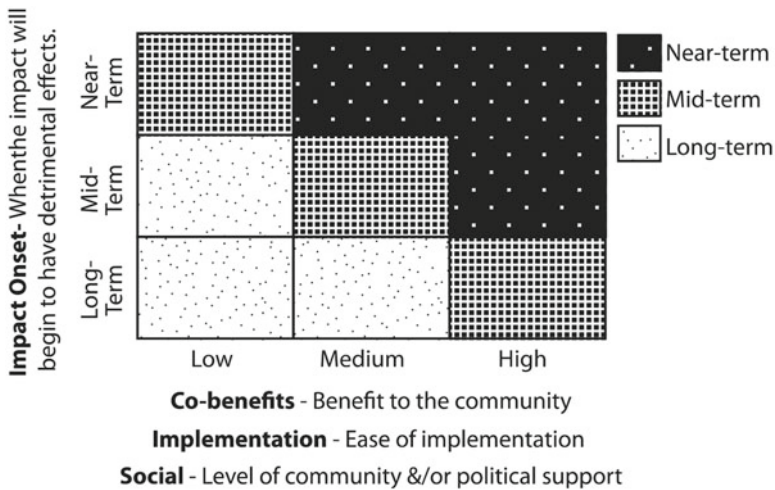 Impact Onset- Whenthe impact will
begin to have detrimental effects.
Near-
Term
Mid-
Term
Long-
Term
Low Medium High
Near-term
Mid-term
Long-term
Co-benefits - Benefit to the community
Implementation - Ease of implementation
Social - Level of community &/or political support